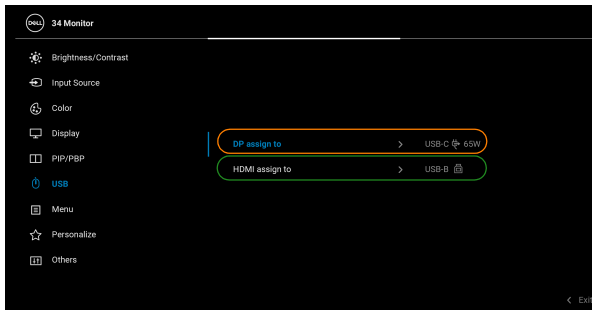 DELL 34 Monitor
Brightness/Contrast
Input Source
Color
Display
DP assign to USB-C 65W
PIP/PBP
HDMI assign to USB-B
USB
Menu
Personalize
Others
Exit